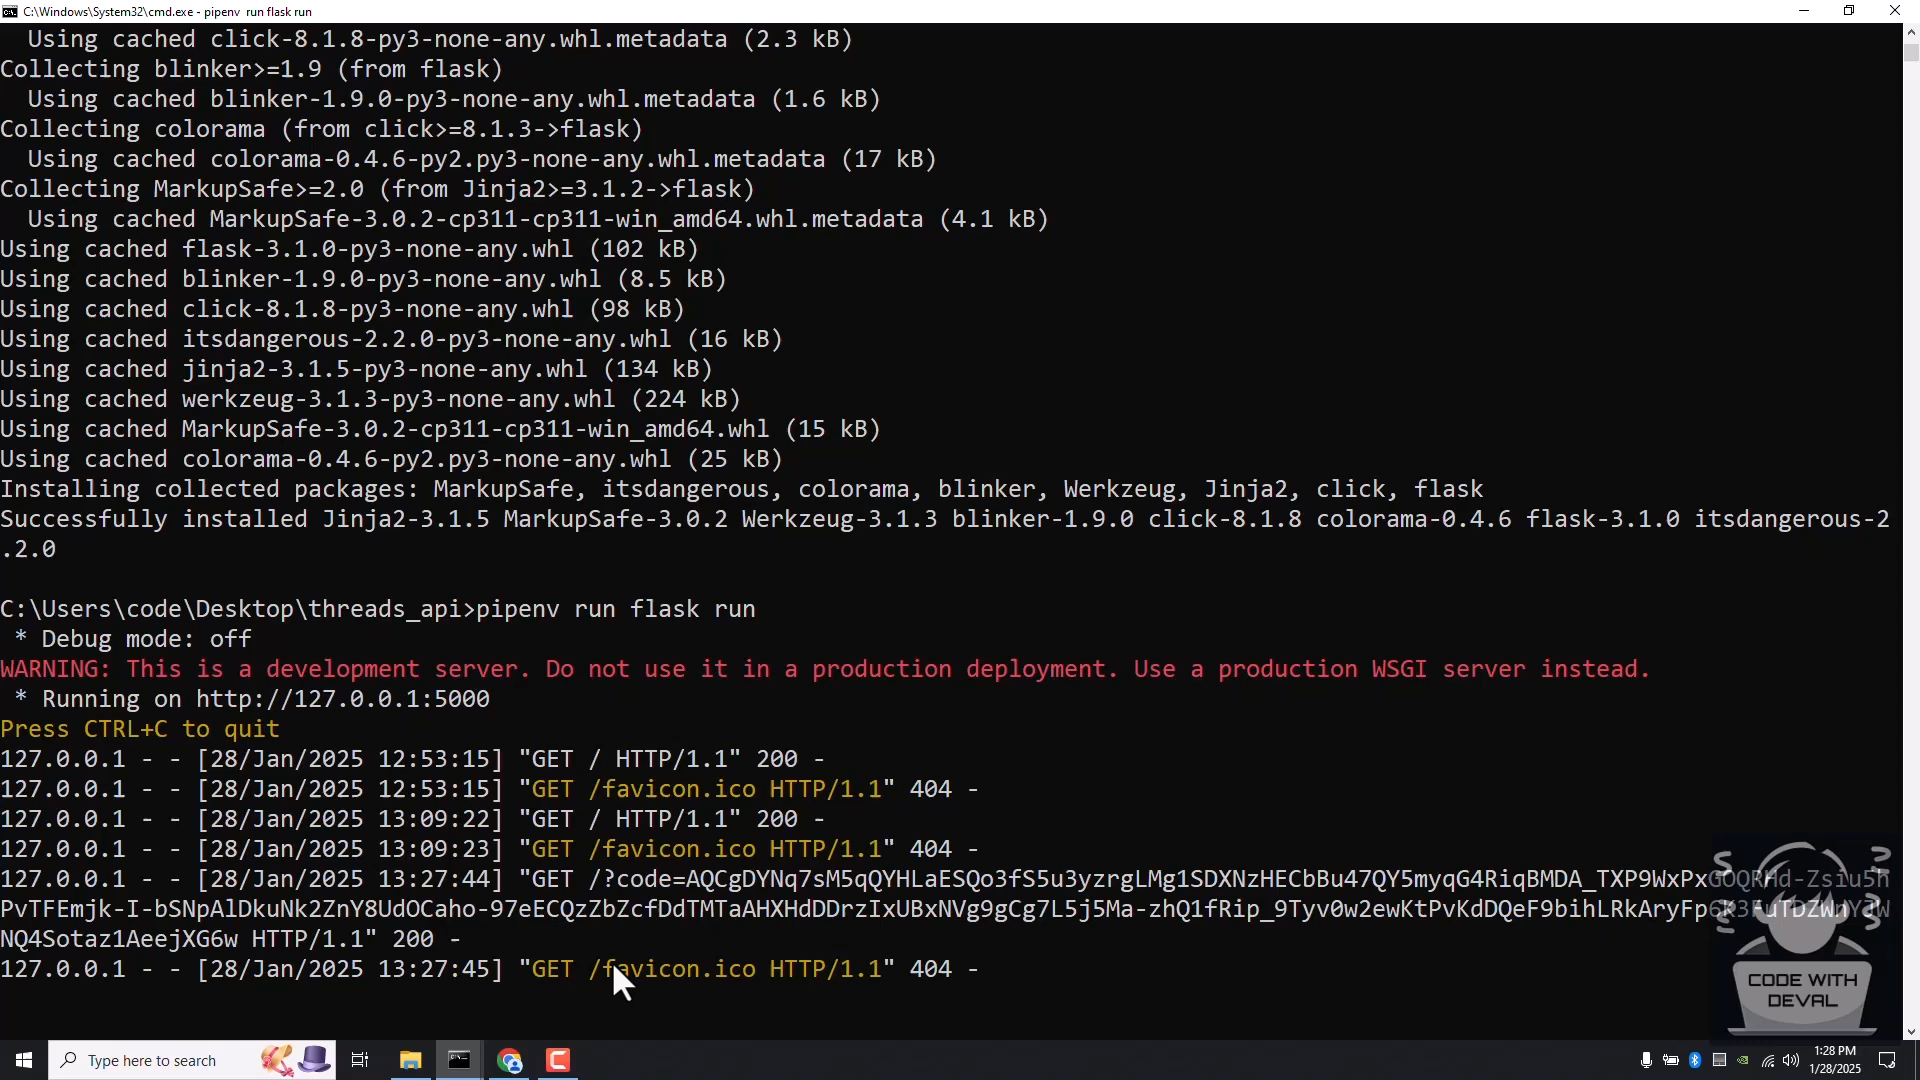 C:\Windows\System32\cmd.exe - pipenv run flask run
Using cached click-8.1.8-py3-none-any.whl.metadata (2.3 kB)
Collecting blinker>=1.9 (from flask)
Using cached blinker-1.9.0-py3-none-any.whl.metadata (1.6 kB)
Collecting colorama (from click>=8.1.3->flask)
Using cached colorama-0.4.6-py2.py3-none-any.whl.metadata (17 kB)
Collecting MarkupSafe>=2.0 (from Jinja2>=3.1.2->flask)
Using cached MarkupSafe-3.0.2-cp311-cp311-win_amd64.whl.metadata (4.1 kB)
Using cached flask-3.1.0-py3-none-any.whl (102 kB)
Using cached blinker-1.9.0-py3-none-any.whl (8.5 kB)
Using cached click-8.1.8-py3-none-any.whl (98 kB)
Using cached itsdangerous-2.2.0-py3-none-any.whl (16 kB)
Using cached jinja2-3.1.5-py3-none-any.whl (134 kB)
Using cached werkzeug-3.1.3-py3-none-any.whl (224 kB)
Using cached MarkupSafe-3.0.2-cp311-cp311-win_amd64.whl (15 kB)
Using cached colorama-0.4.6-py2.py3-none-any.whl (25 kB)
Installing collected packages: MarkupSafe, itsdangerous, colorama, blinker, Werkzeug, Jinja2, click, flask
Successfully installed Jinja2-3.1.5 MarkupSafe-3.0.2 Werkzeug-3.1.3 blinker-1.9.0 click-8.1.8 colorama-0.4.6 flask-3.1.0 itsdangerous-2
.2.0
C:\Users\code\Desktop\threads_api>pipenv run flask run
* Debug mode: off
WARNING: This is a development server. Do not use it in a production deployment. Use a production WSGI server instead.
* Running on http://127.0.0.1:5000
Press CTRL+C to quit
127.0.0.1 - - [28/Jan/2025 12:53:15] "GET / HTTP/1.1" 200 -
127.0.0.1 - - [28/Jan/2025 12:53:15] "GET /favicon.ico HTTP/1.1" 404 -
127.0.0.1 - - [28/Jan/2025 13:09:22] "GET / HTTP/1.1" 200 -
127.0.0.1 - - [28/Jan/2025 13:09:23] "GET /favicon.ico HTTP/1.1" 404 -
127.0.0.1 - - [28/Jan/2025 13:27:44] "GET /?code=AQCgDYNq7sM5qQYHLaESQo3fS5u3yzrgLMg1SDXNzHECbBu47QY5myqG4RiqBMDA_TXP9WxPxGOQRHd-Zsiu5h
PvTFEmjk-I-bSNpAlDkuNk2ZnY8UdOCaho-97eECQzZbZcfDdTMTaAHXHdDDrzIxUBxNVg9gCg7L5j5Ma-zhQ1fRip_9Tyv0w2ewKtPvKdDQeF9bihLRkAryFp
NQ4Sotaz1AeejXG6w HTTP/1.1" 200 -
127.0.0.1 - - [28/Jan/2025 13:27:45] "GET /favicon.ico HTTP/1.1" 404 -
CODE WITH
DEVAL
Type here to search
1:28 PM
1/28/2025